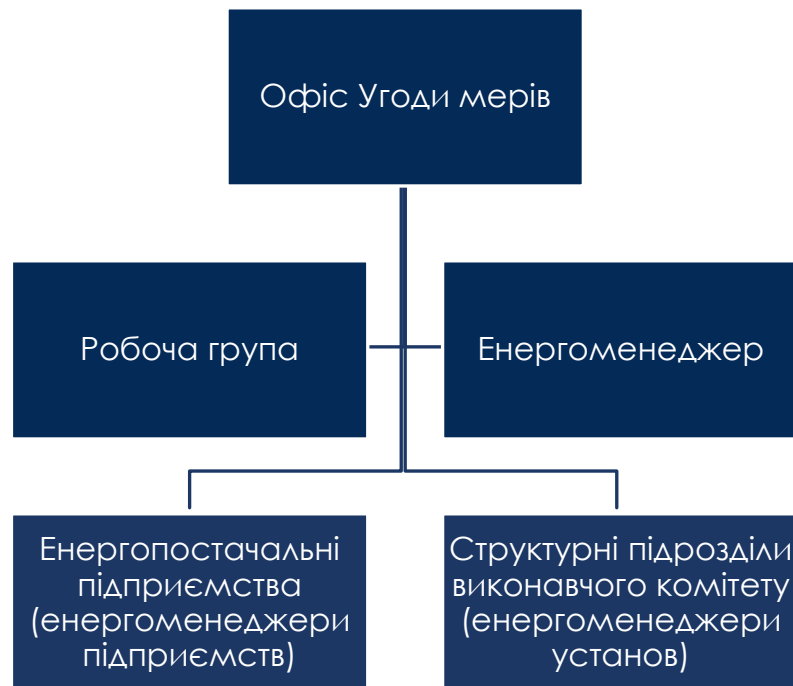 Офіс Угоди мерів
Робоча група
Енергоменеджер
Енергопостачальні
підприємства
(енергоменеджери
підприємств)
Структурні підрозділи
виконавчого комітету
(енергоменеджери
установ)